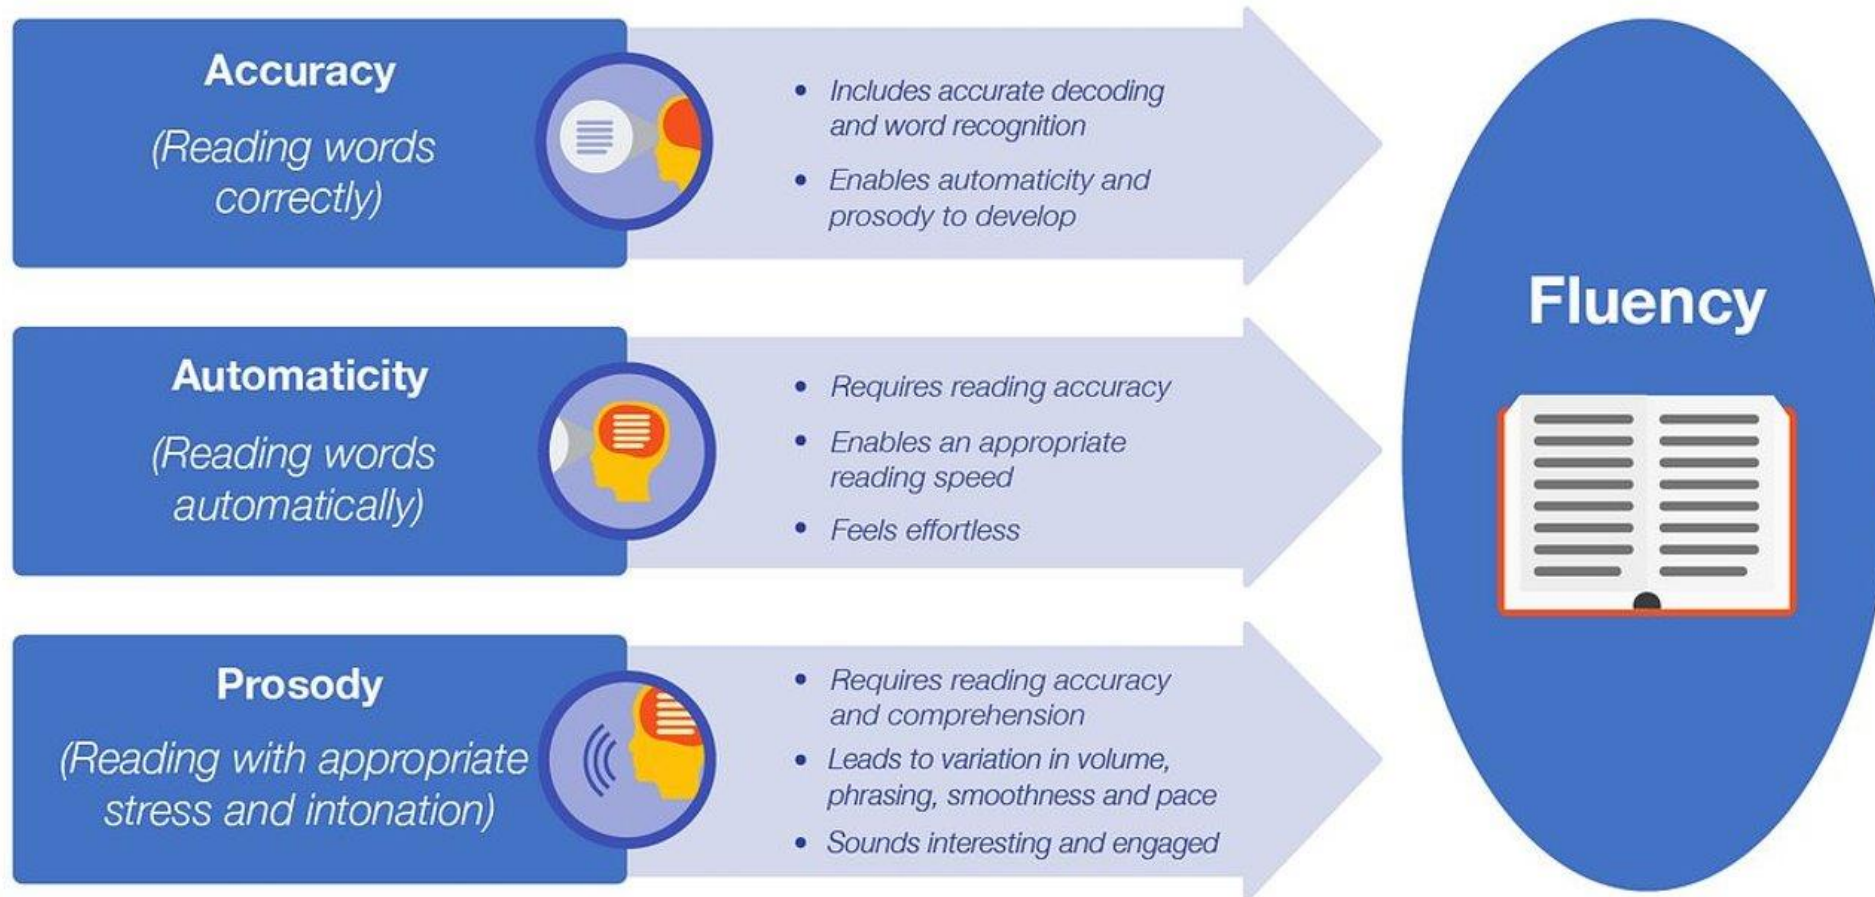 Accuracy
(Reading words
correctly)
• Includes accurate decoding
and word recognition
• Enables automaticity and
prosody to develop
Automaticity
(Reading words
automatically)
• Requires reading accuracy
• Enables an appropriate
reading speed
• Feels effortless
Prosody
(Reading with appropriate
stress and intonation)
• Requires reading accuracy
and comprehension
• Leads to variation in volume,
phrasing, smoothness and pace
• Sounds interesting and engaged
Fluency